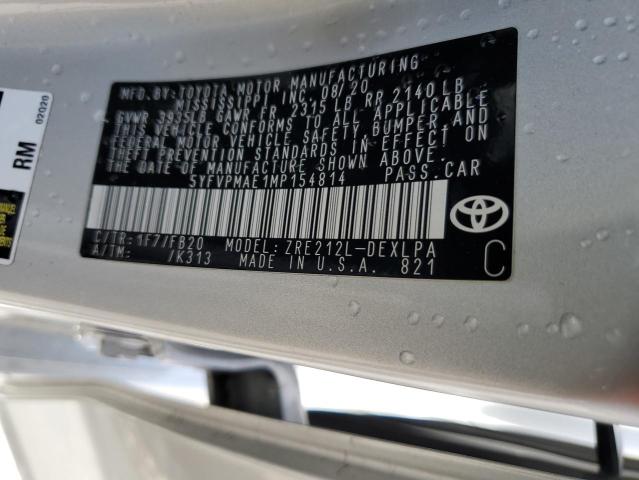 MFD. BY: TOYOTA MOTOR MANUFACTURING
MISSISSIPPI, INC. 08/20
GVWR 3935LB GAWR FR 2315LB RR 2140LB
THIS VEHICLE CONFORMS TO ALL APPLICABLE
FEDERAL MOTOR VEHICLE SAFETY, BUMPER AND
THEFT PREVENTION STANDARDS IN EFFECT ON
THE DATE OF MANUFACTURE SHOWN ABOVE.
5YFVPMAE1MP154814 PASS.CAR
C/TR: 1F7/FB20 MODEL: ZRE212L-DEXLPA
A/TM: /K313 MADE IN U.S.A. 821
C
RM
02020